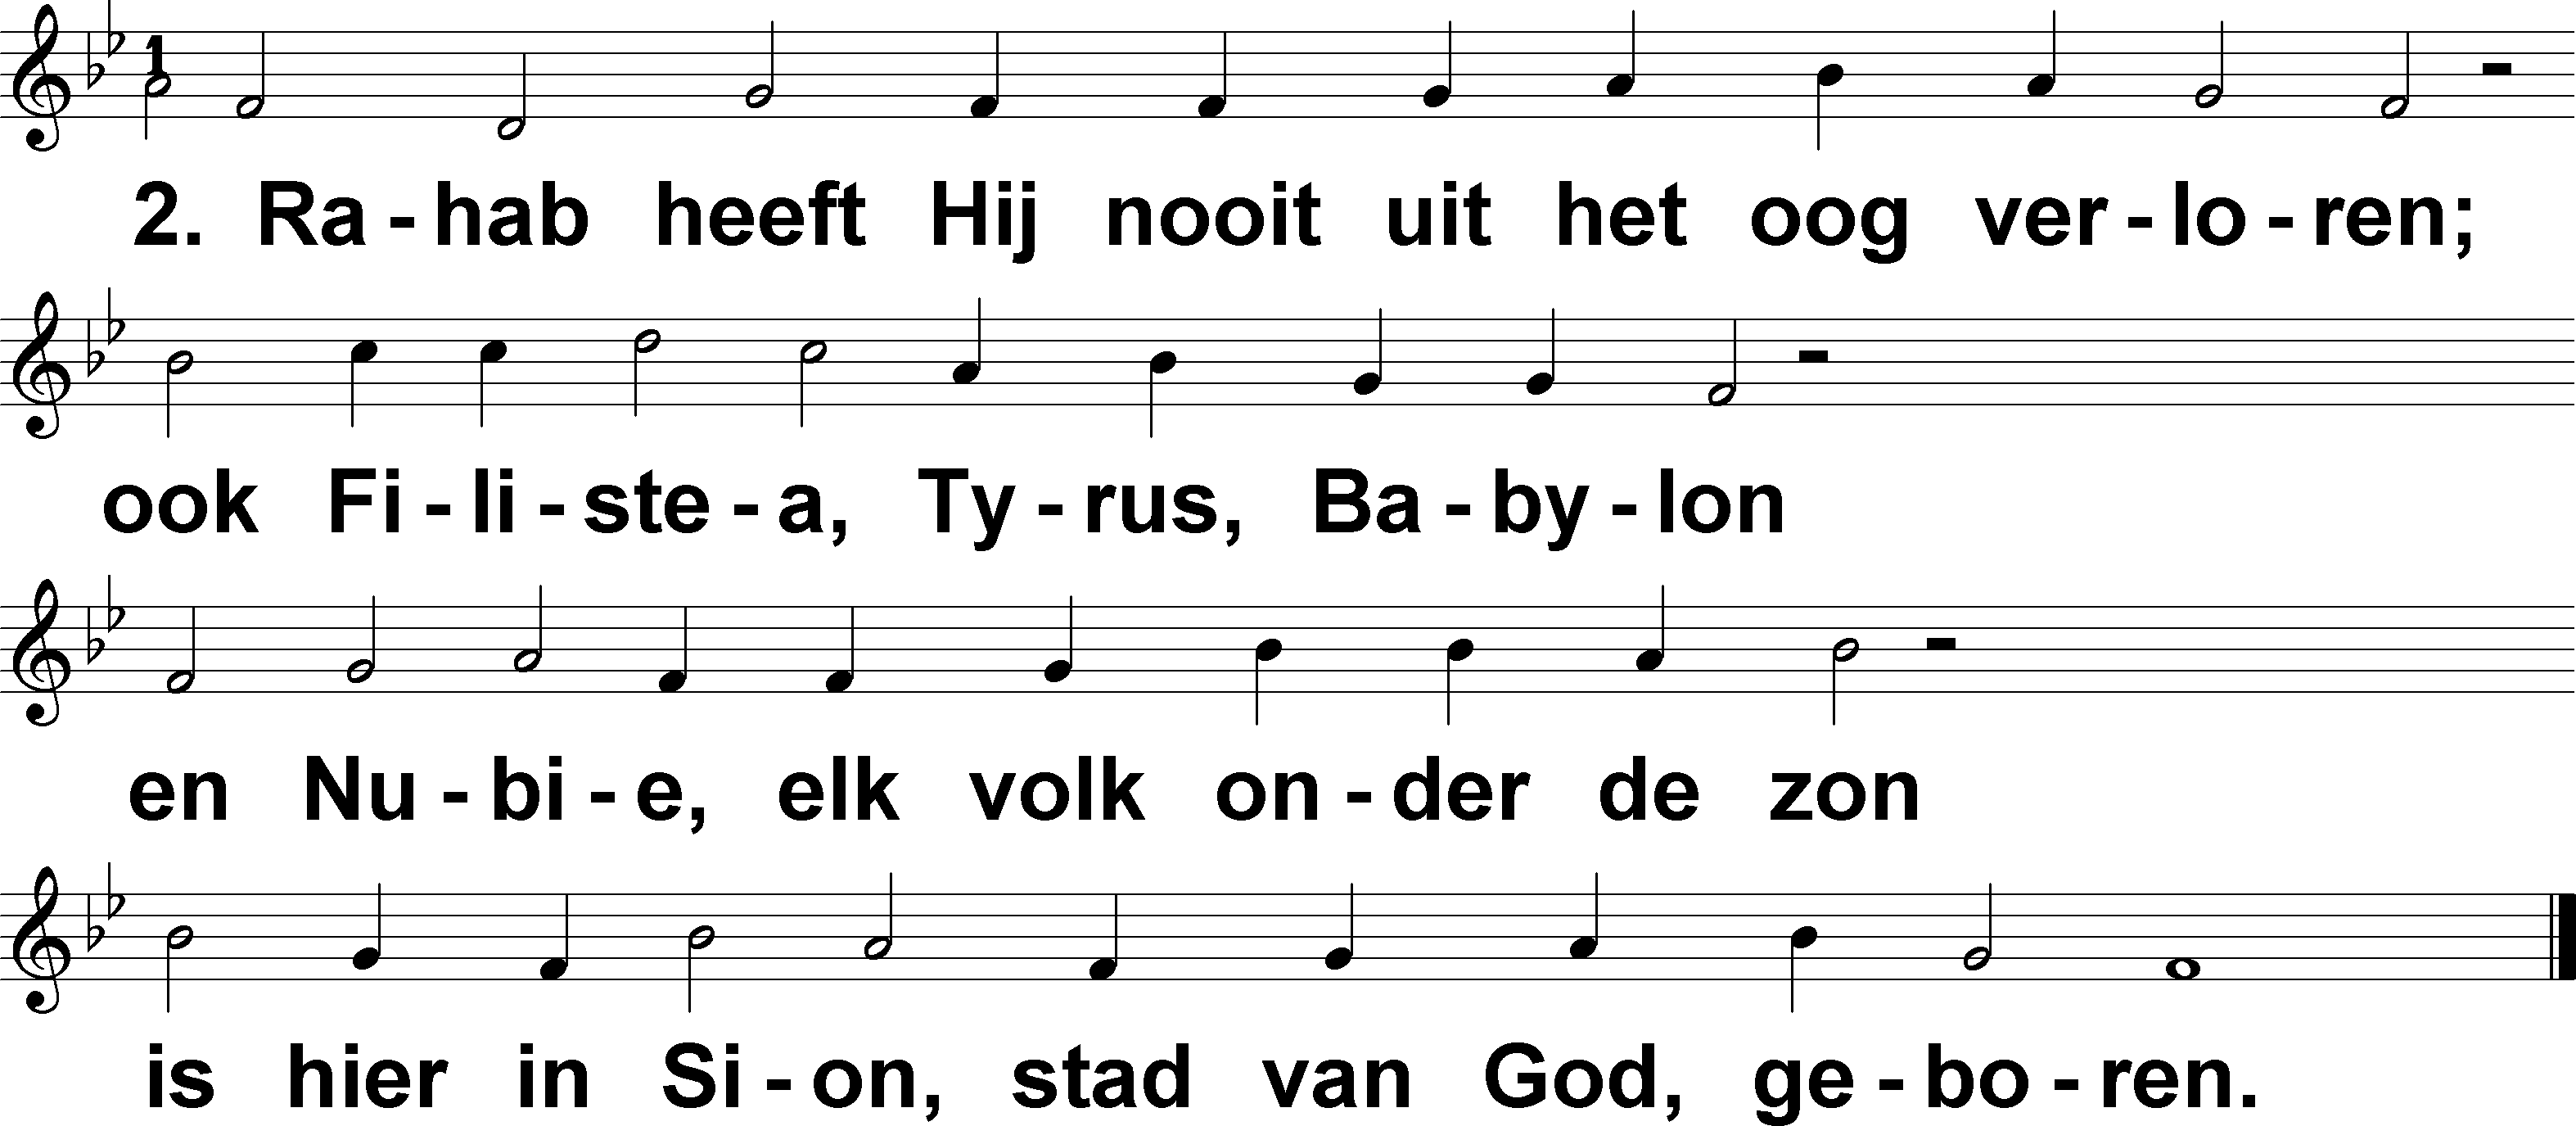 1
2. Ra - hab heeft Hij nooit uit het oog ver - lo - ren;
ook Fi - li - ste - a, Ty - rus, Ba - by - lon
en Nu - bi - e, elk volk on - der de zon
is hier in Si - on, stad van God, ge - bo - ren.